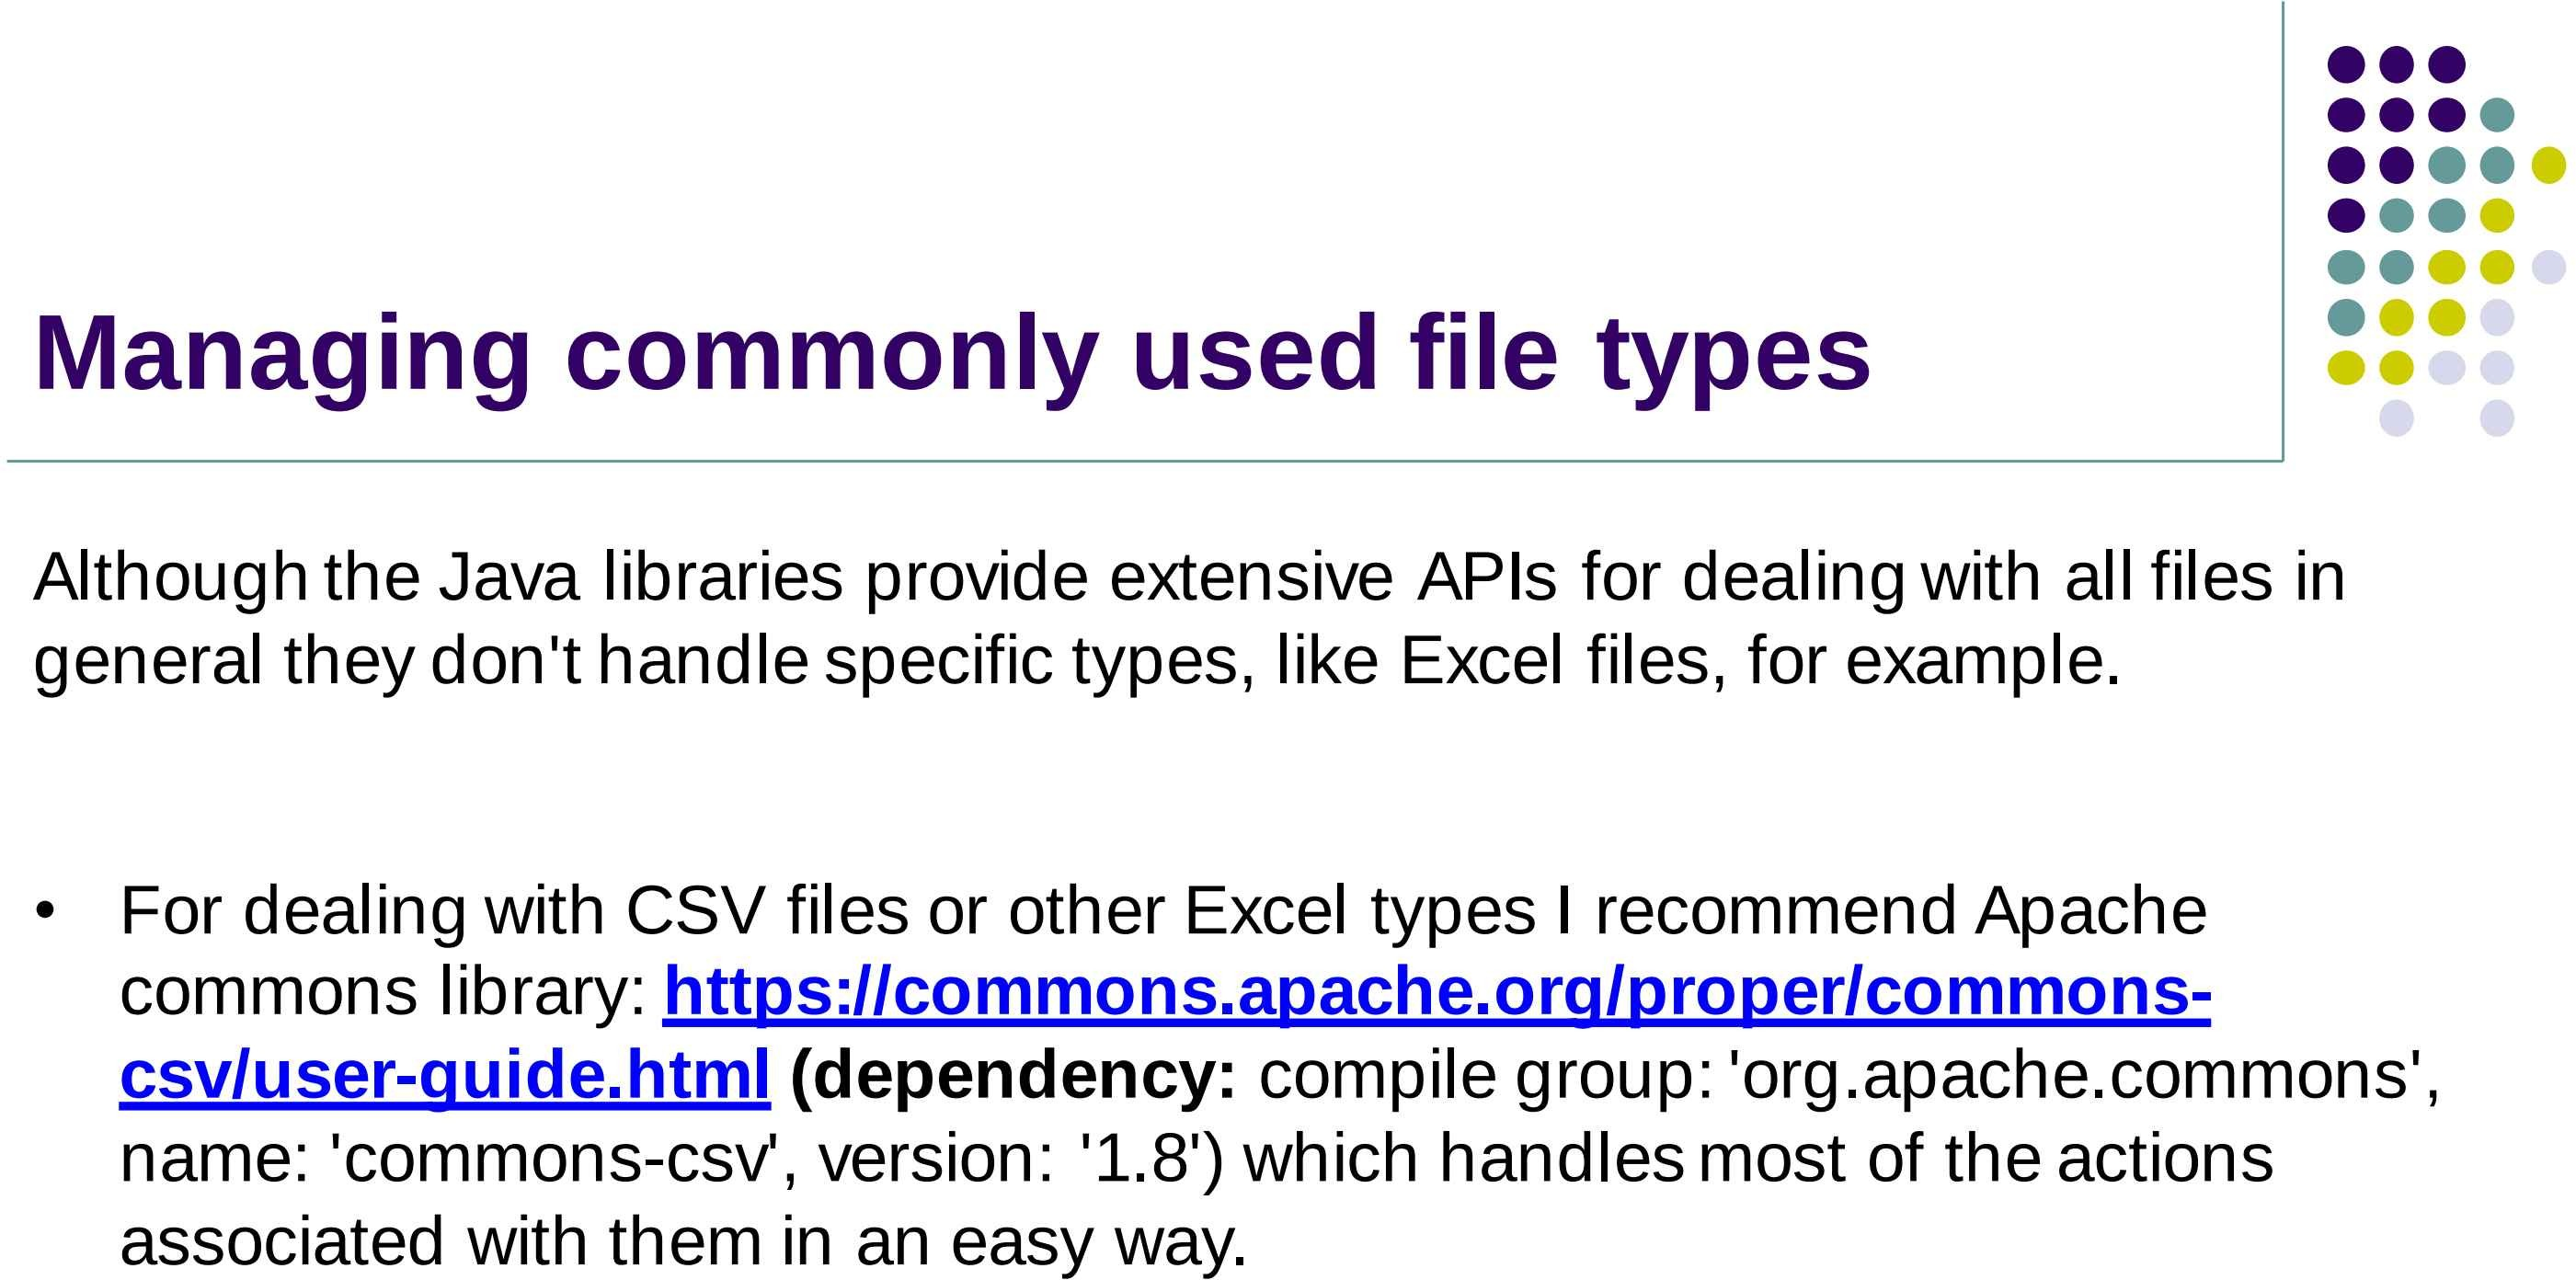 Managing commonly used file types
Although the Java libraries provide extensive APIs for dealing with all files in
general they don't handle specific types, like Excel files, for example.
• For dealing with CSV files or other Excel types I recommend Apache
commons library: https://commons.apache.org/proper/commons-
csv/user-guide.html (dependency: compile group: 'org.apache.commons',
name: 'commons-csv', version: '1.8') which handles most of the actions
associated with them in an easy way.